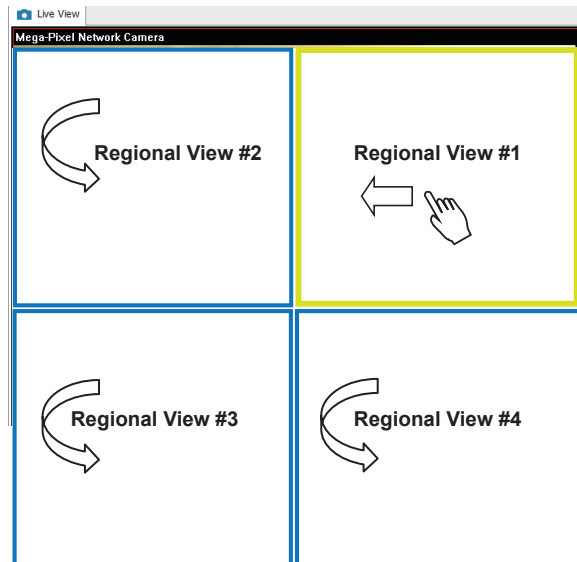 Live View
Mega-Pixel Network Camera
Regional View #2
Regional View #1
Regional View #3
Regional View #4